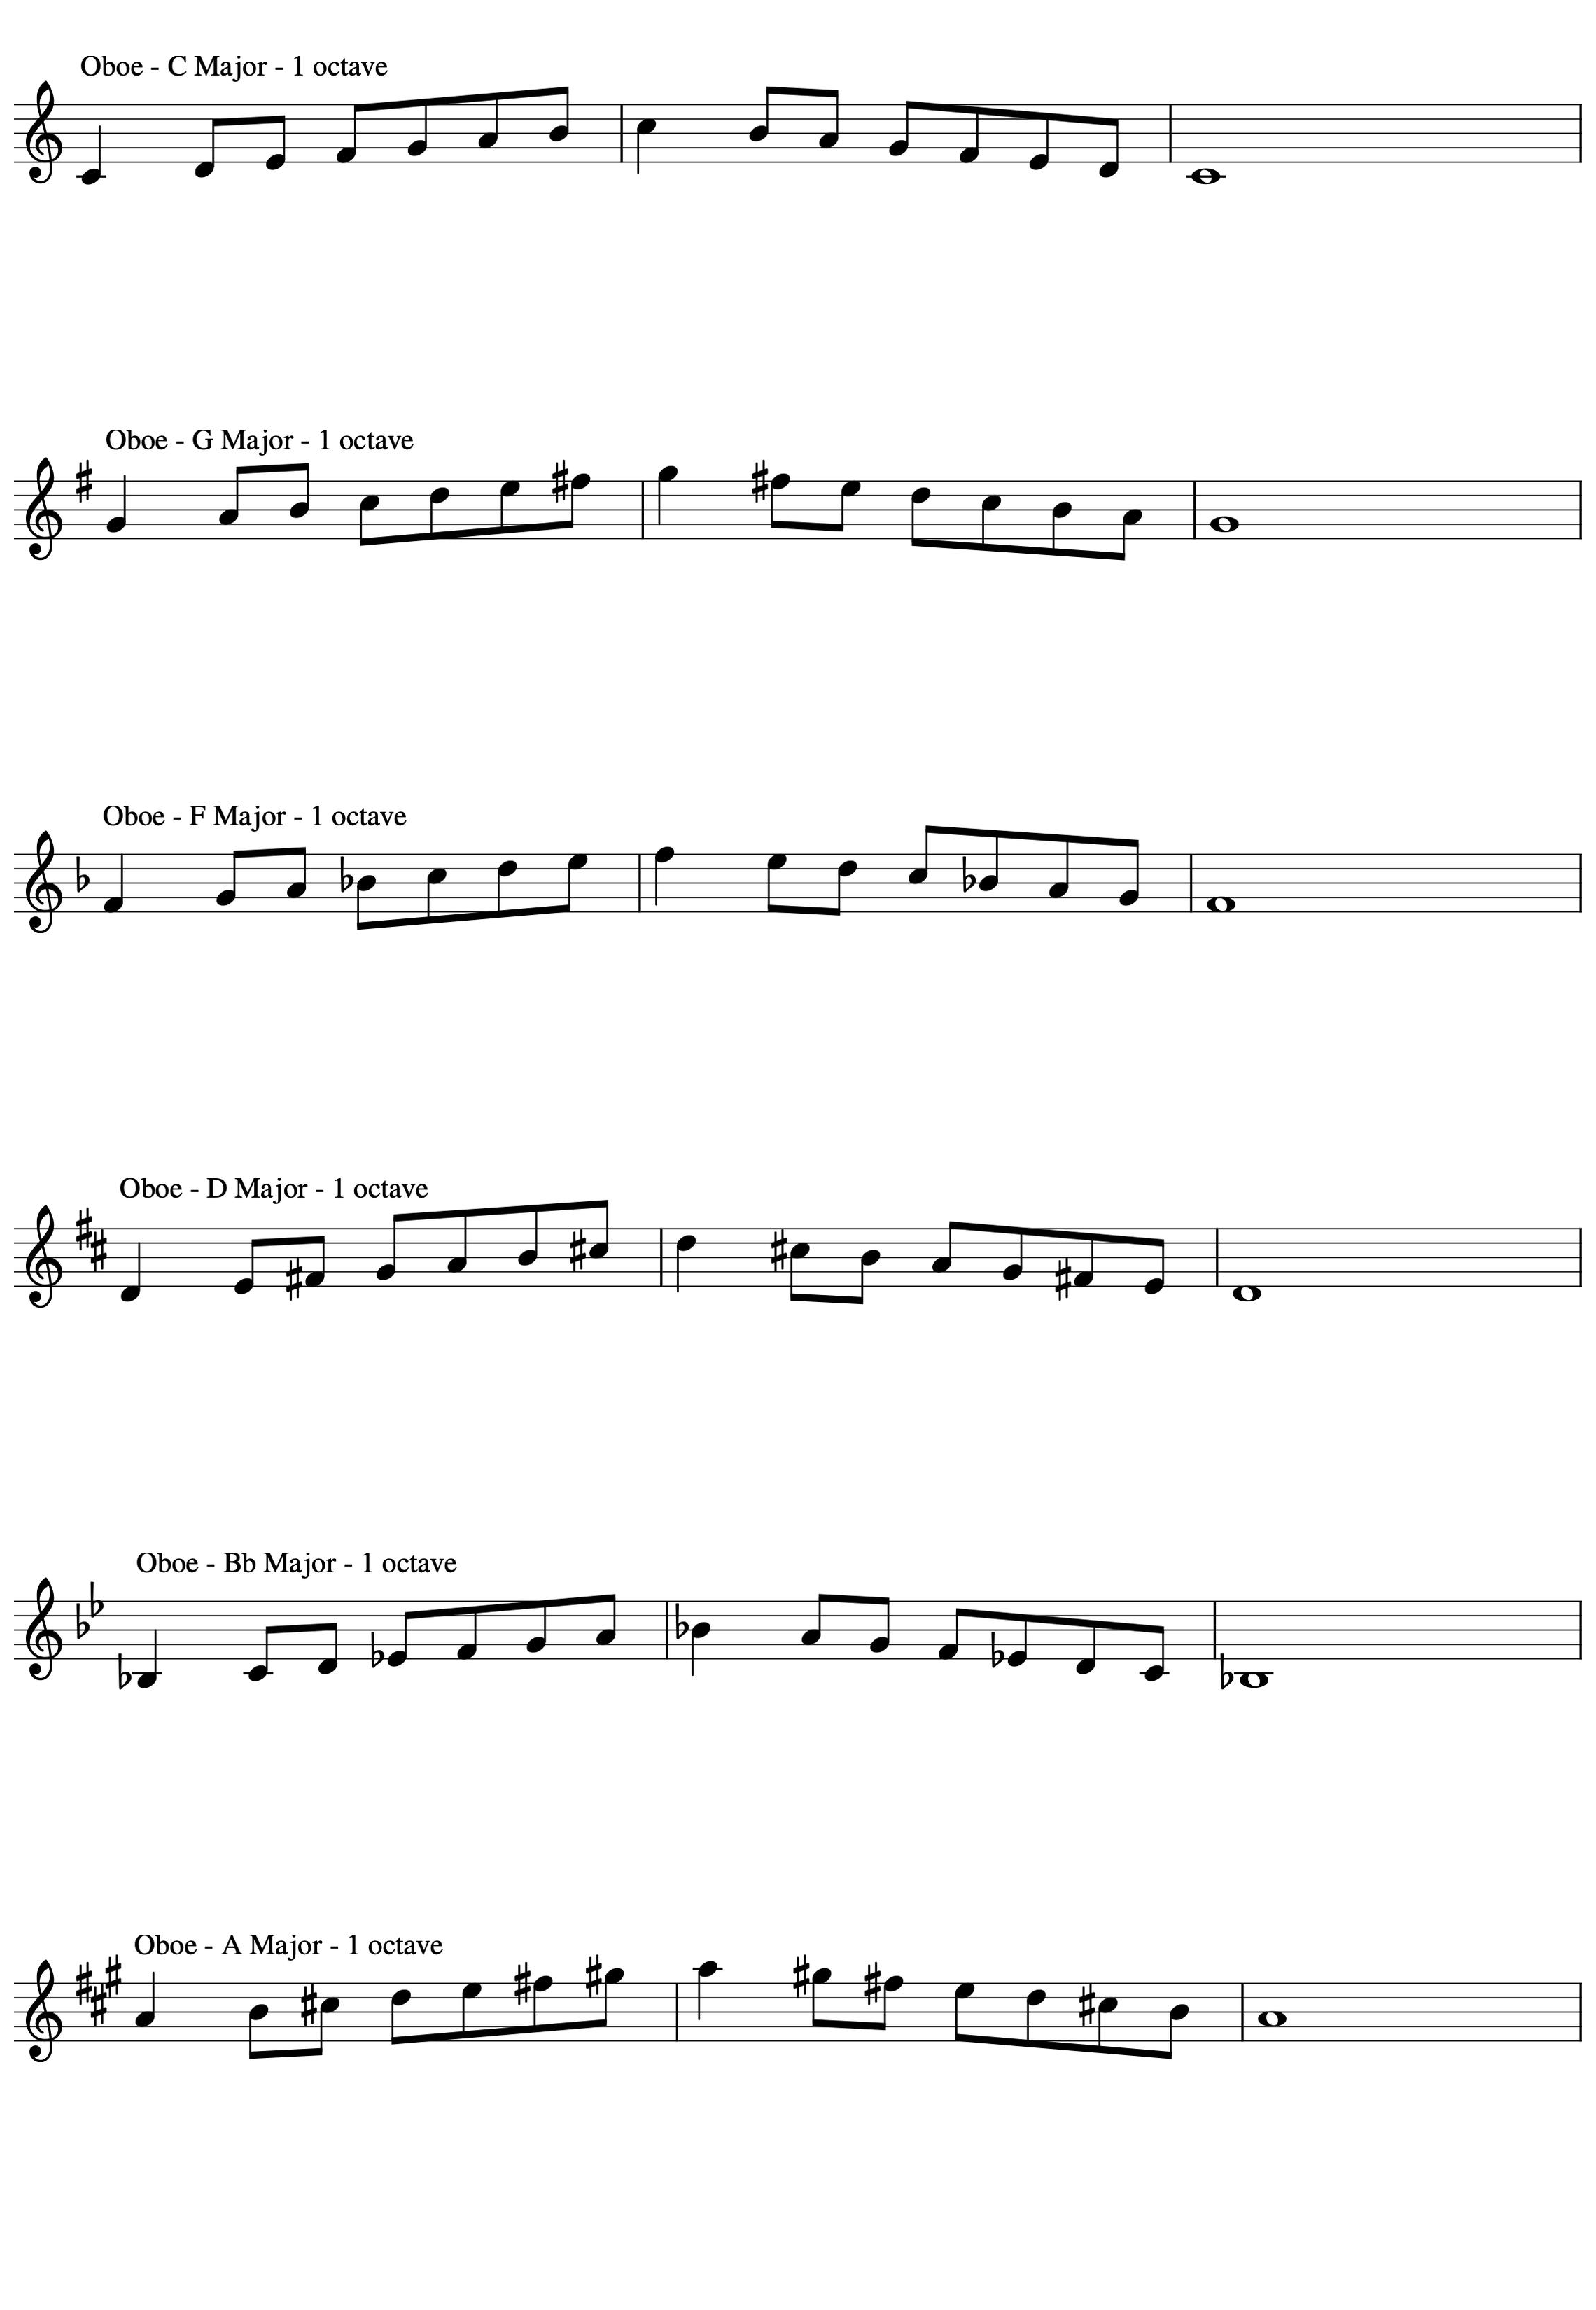 Oboe - C Major - 1 octave
Oboe - G Major - 1 octave
Oboe - F Major - 1 octave
Oboe - D Major - 1 octave
Oboe - Bb Major - 1 octave
Oboe - A Major - 1 octave